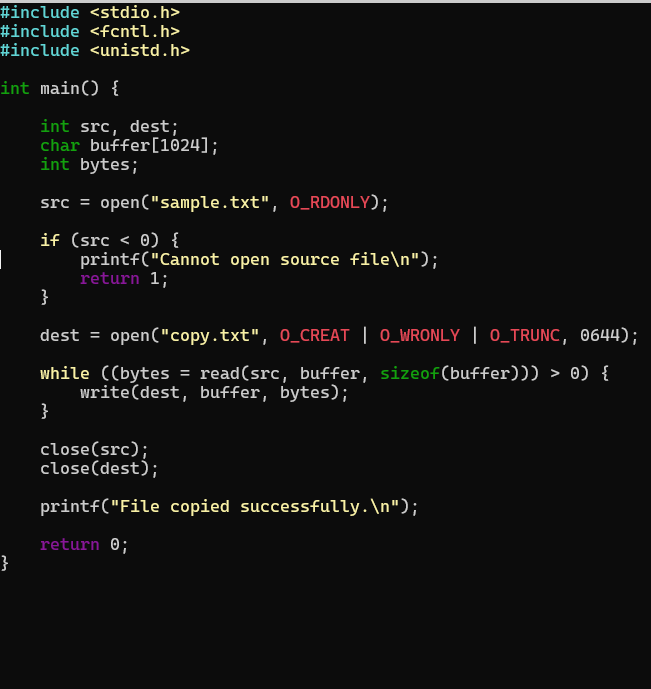 #include <stdio.h>
#include <fcntl.h>
#include <unistd.h>
int main() {
int src, dest;
char buffer[1024];
int bytes;
src = open("sample.txt", O_RDONLY);
if (src < 0) {
printf("Cannot open source file\n");
return 1;
}
dest = open("copy.txt", O_CREAT | O_WRONLY | O_TRUNC, 0644);
while ((bytes = read(src, buffer, sizeof(buffer))) > 0) {
write(dest, buffer, bytes);
}
close(src);
close(dest);
printf("File copied successfully.\n");
return 0;
}